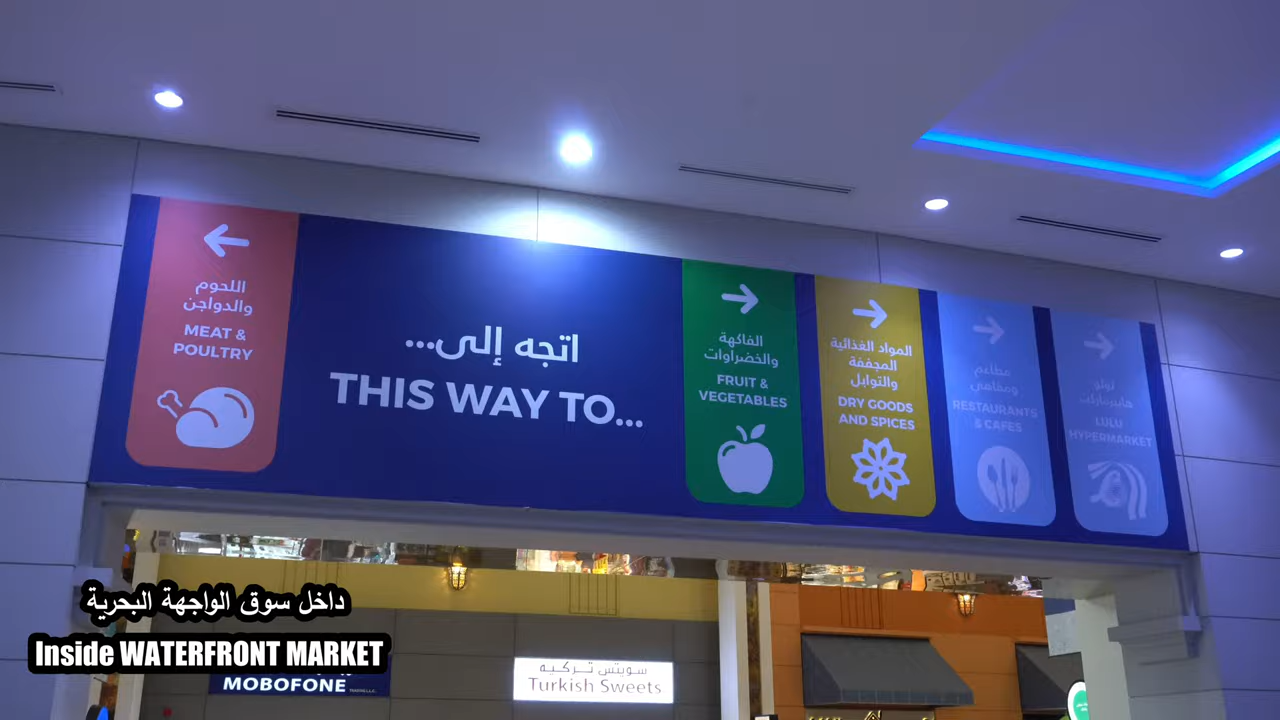 اللحوم
والدواجن
MEAT &
POULTRY
اتجه إلى...
THIS WAY TO...
الفاكهة
والخضراوات
FRUIT &
VEGETABLES
المواد الغذائية
المجففة
والتوابل
DRY GOODS
AND SPICES
مطاعم
ومقاهي
RESTAURANTS
& CAFES
لولو
هايبرماركت
LULU
HYPERMARKET
داخل سوق الواجهة البحرية
Inside WATERFRONT MARKET
MOBOFONE
سويتس تركيه
Turkish Sweets